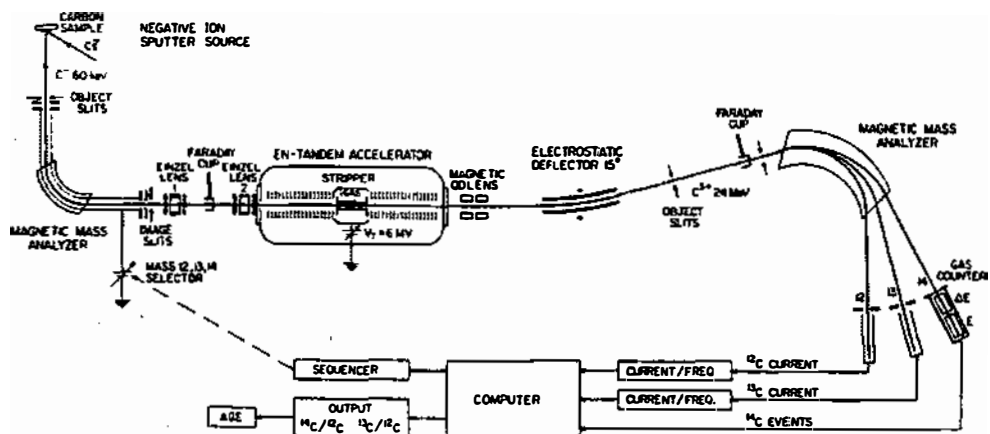 CARBON
SAMPLE
NEGATIVE ION
SPUTTER SOURCE
C⁻ 60 keV
OBJECT
SLITS
MAGNETIC MASS
ANALYZER
IMAGE
SLITS
EINZEL
LENS
1
FARADAY
CUP
EINZEL
LENS
2
MASS 12,13,14
SELECTOR
EN-TANDEM ACCELERATOR
STRIPPER
GAS
V_T = 6 MV
MAGNETIC
QD LENS
ELECTROSTATIC
DEFLECTOR 15°
C³⁺ 24 MeV
OBJECT
SLITS
FARADAY
CUP
MAGNETIC MASS
ANALYZER
12
13
14
GAS
COUNTER
ΔE
E
SEQUENCER
COMPUTER
CURRENT/FREQ
CURRENT/FREQ.
¹²C CURRENT
¹³C CURRENT
¹⁴C EVENTS
AGE
OUTPUT
¹⁴C/¹²C ¹³C/¹²C